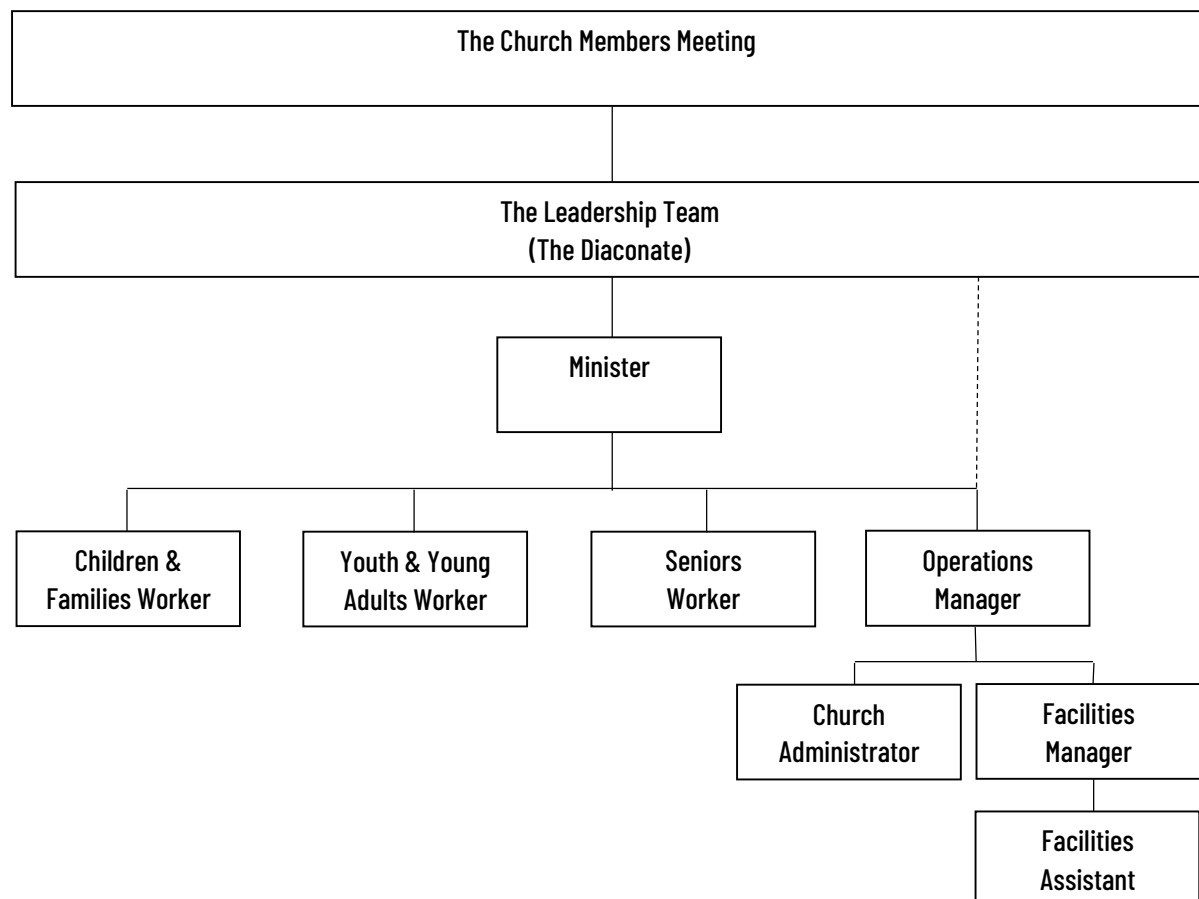 The Church Members Meeting
The Leadership Team
(The Diaconate)
Minister
Children &
Families Worker
Youth & Young
Adults Worker
Seniors
Worker
Operations
Manager
Church
Administrator
Facilities
Manager
Facilities
Assistant